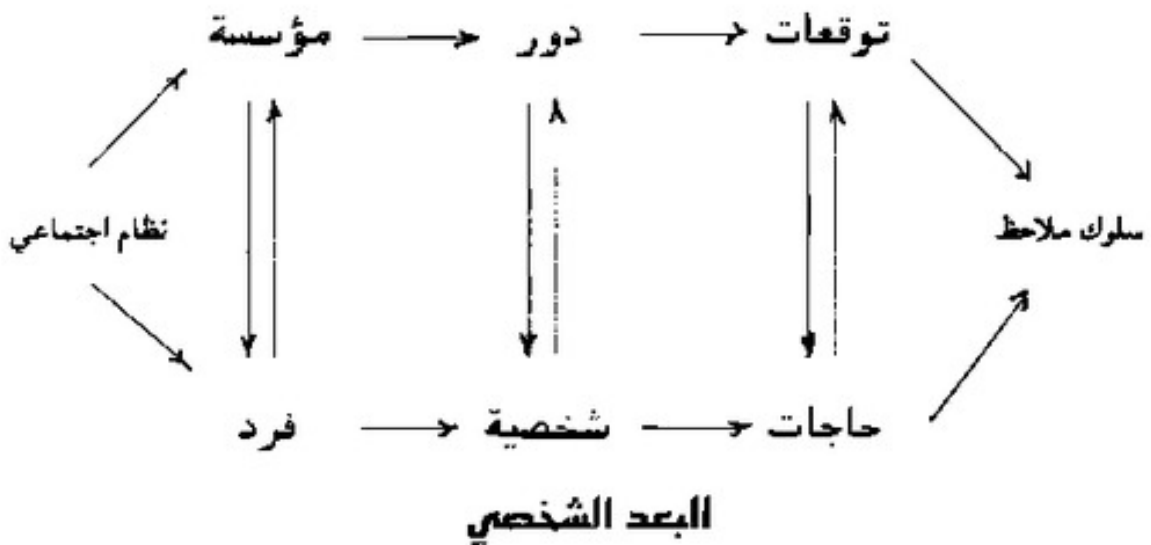 مؤسسة دور توقعات
نظام اجتماعي سلوك ملاحظ
فرد شخصية حاجات
البعد الشخصي